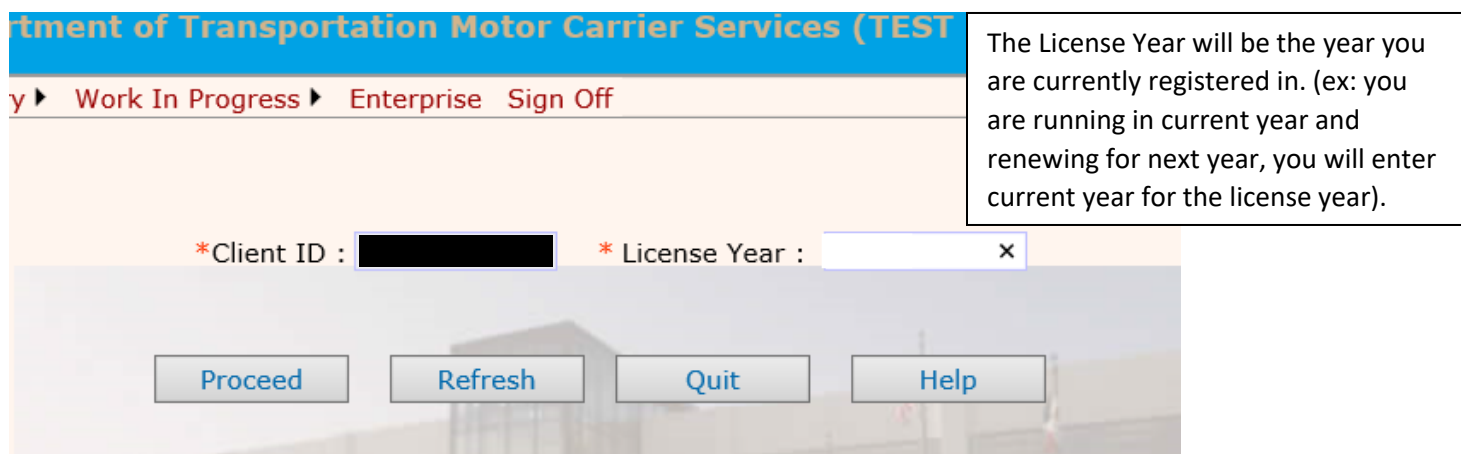 rtment of Transportation Motor Carrier Services (TEST
The License Year will be the year you
are currently registered in. (ex: you
are running in current year and
renewing for next year, you will enter
current year for the license year).
y Work In Progress Enterprise Sign Off
*Client ID : * License Year : ×
Proceed Refresh Quit Help